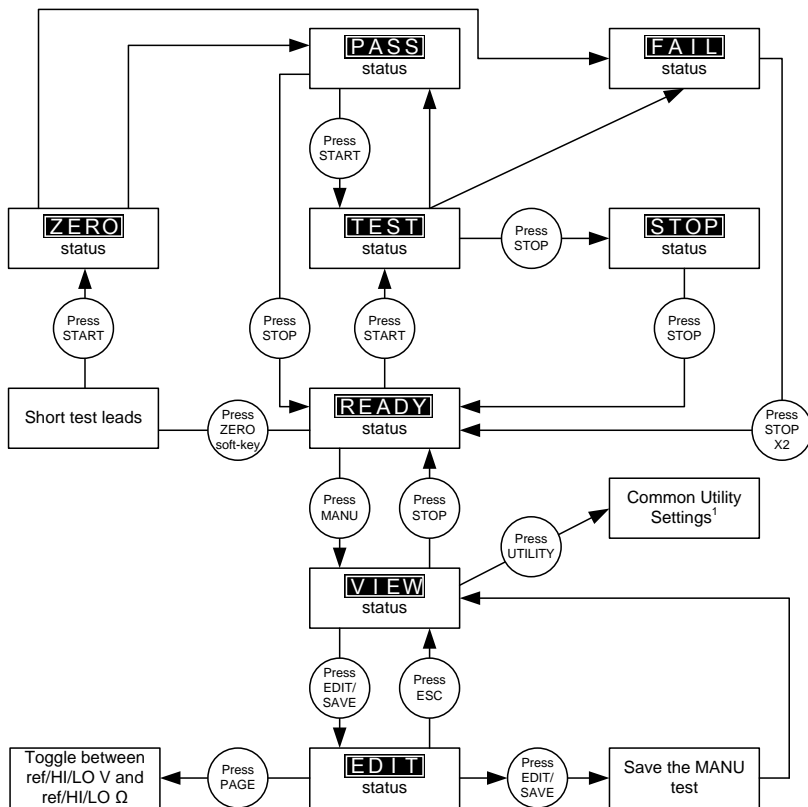 PASS
status
FAIL
status
Press
START
ZERO
status
TEST
status
Press
STOP
STOP
status
Press
START
Press
STOP
Press
START
Press
STOP
Short test leads
Press
ZERO
soft-key
READY
status
Press
STOP
X2
Press
MANU
Press
STOP
Common Utility
Settings¹
Press
UTILITY
VIEW
status
Press
EDIT/
SAVE
Press
ESC
Toggle between
ref/HI/LO V and
ref/HI/LO Ω
Press
PAGE
EDIT
status
Press
EDIT/
SAVE
Save the MANU
test